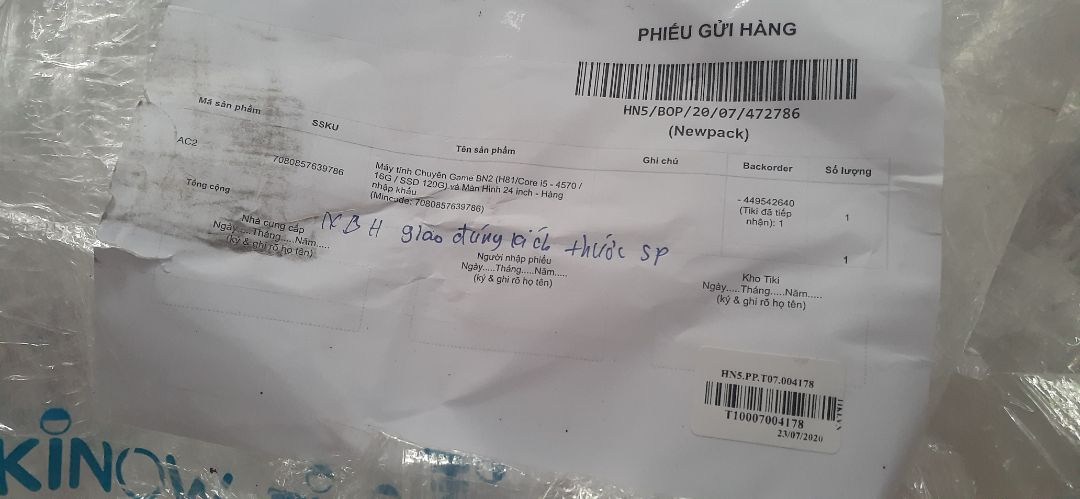 PHIẾU GỬI HÀNG
HN5/BOP/20/07/472786
(Newpack)
Mã sản phẩm SSKU Tên sản phẩm Ghi chú Backorder Số lượng
AC2 7080857639786 Máy tính Chuyên Game BN2 (H81/Core i5 - 4570 /
16G / SSD 120G) và Màn Hình 24 inch - Hàng
nhập khẩu
(Mincode: 7080857639786)
- 449542640
(Tiki đã tiếp
nhận): 1
1
Tổng cộng 1
NBH giao đúng kích thước SP
Nhà cung cấp
Ngày.....Tháng.....Năm.....
(ký & ghi rõ họ tên)
Người nhập phiếu
Ngày.....Tháng.....Năm.....
(ký & ghi rõ họ tên)
Kho Tiki
Ngày.....Tháng.....Năm.....
(ký & ghi rõ họ tên)
HN5.PP.T07.004178
T10007004178
23/07/2020
KINOW